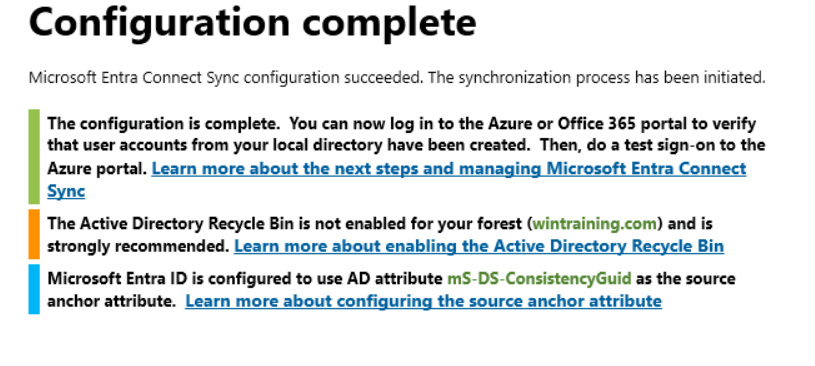 Configuration complete
Microsoft Entra Connect Sync configuration succeeded. The synchronization process has been initiated.
The configuration is complete.  You can now log in to the Azure or Office 365 portal to verify
that user accounts from your local directory have been created.  Then, do a test sign-on to the
Azure portal. Learn more about the next steps and managing Microsoft Entra Connect
Sync
The Active Directory Recycle Bin is not enabled for your forest (wintraining.com) and is
strongly recommended. Learn more about enabling the Active Directory Recycle Bin
Microsoft Entra ID is configured to use AD attribute mS-DS-ConsistencyGuid as the source
anchor attribute.  Learn more about configuring the source anchor attribute